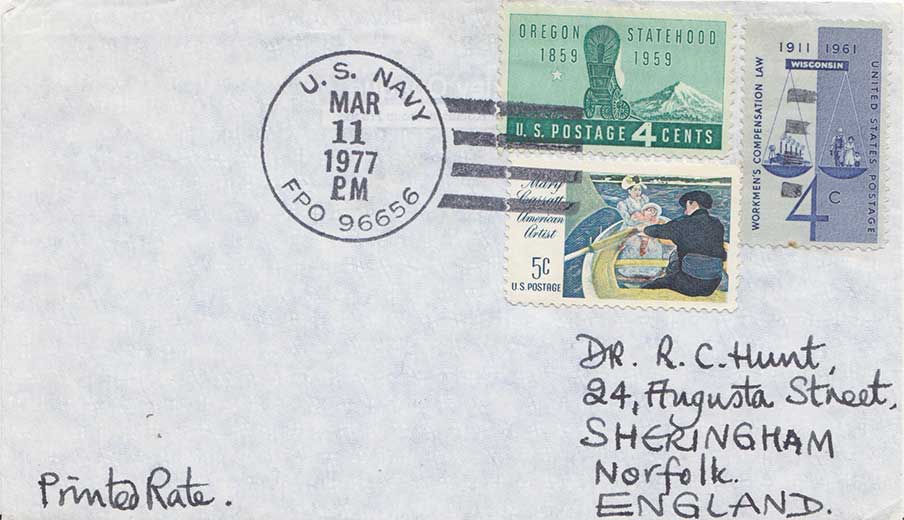 U. S. NAVY
MAR
11
1977
PM
FPO 96656
OREGON STATEHOOD
1859 1959
U.S. POSTAGE 4 CENTS
1911 1961
WISCONSIN
WORKMEN'S COMPENSATION LAW
UNITED STATES POSTAGE
4 C
Mary
Cassatt
American
Artist
5¢
U.S. POSTAGE
DR. R. C. Hunt,
24, Augusta Street,
SHERINGHAM
Norfolk.
ENGLAND.
Printed Rate.